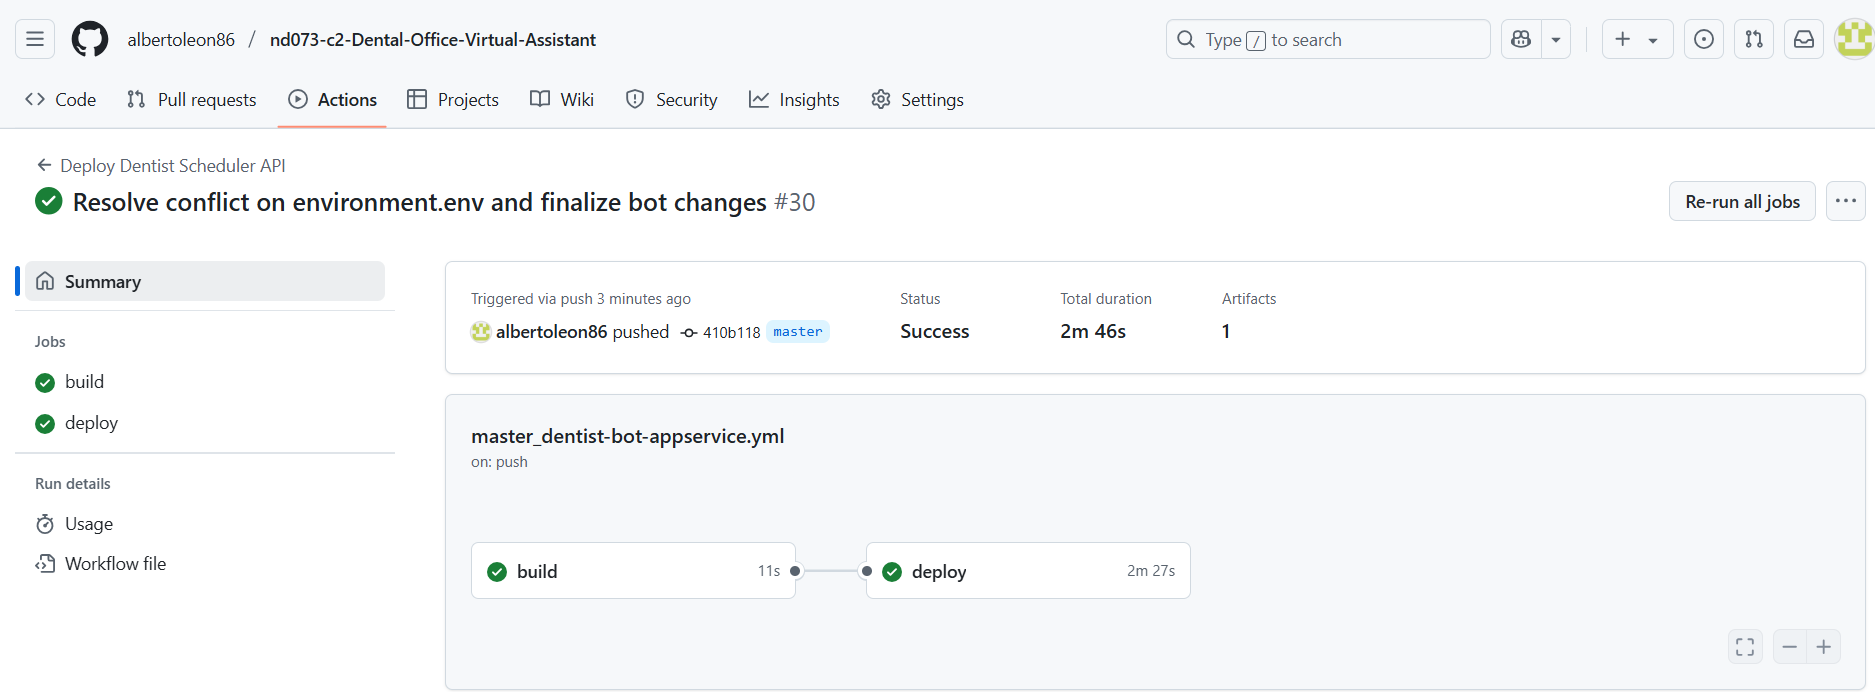 albertoleon86 / nd073-c2-Dental-Office-Virtual-Assistant
Type / to search
Code
Pull requests
Actions
Projects
Wiki
Security
Insights
Settings
Deploy Dentist Scheduler API
Resolve conflict on environment.env and finalize bot changes #30
Re-run all jobs
Summary
Jobs
build
deploy
Run details
Usage
Workflow file
Triggered via push 3 minutes ago
albertoleon86 pushed 410b118 master
Status
Success
Total duration
2m 46s
Artifacts
1
master_dentist-bot-appservice.yml
on: push
build 11s
deploy 2m 27s